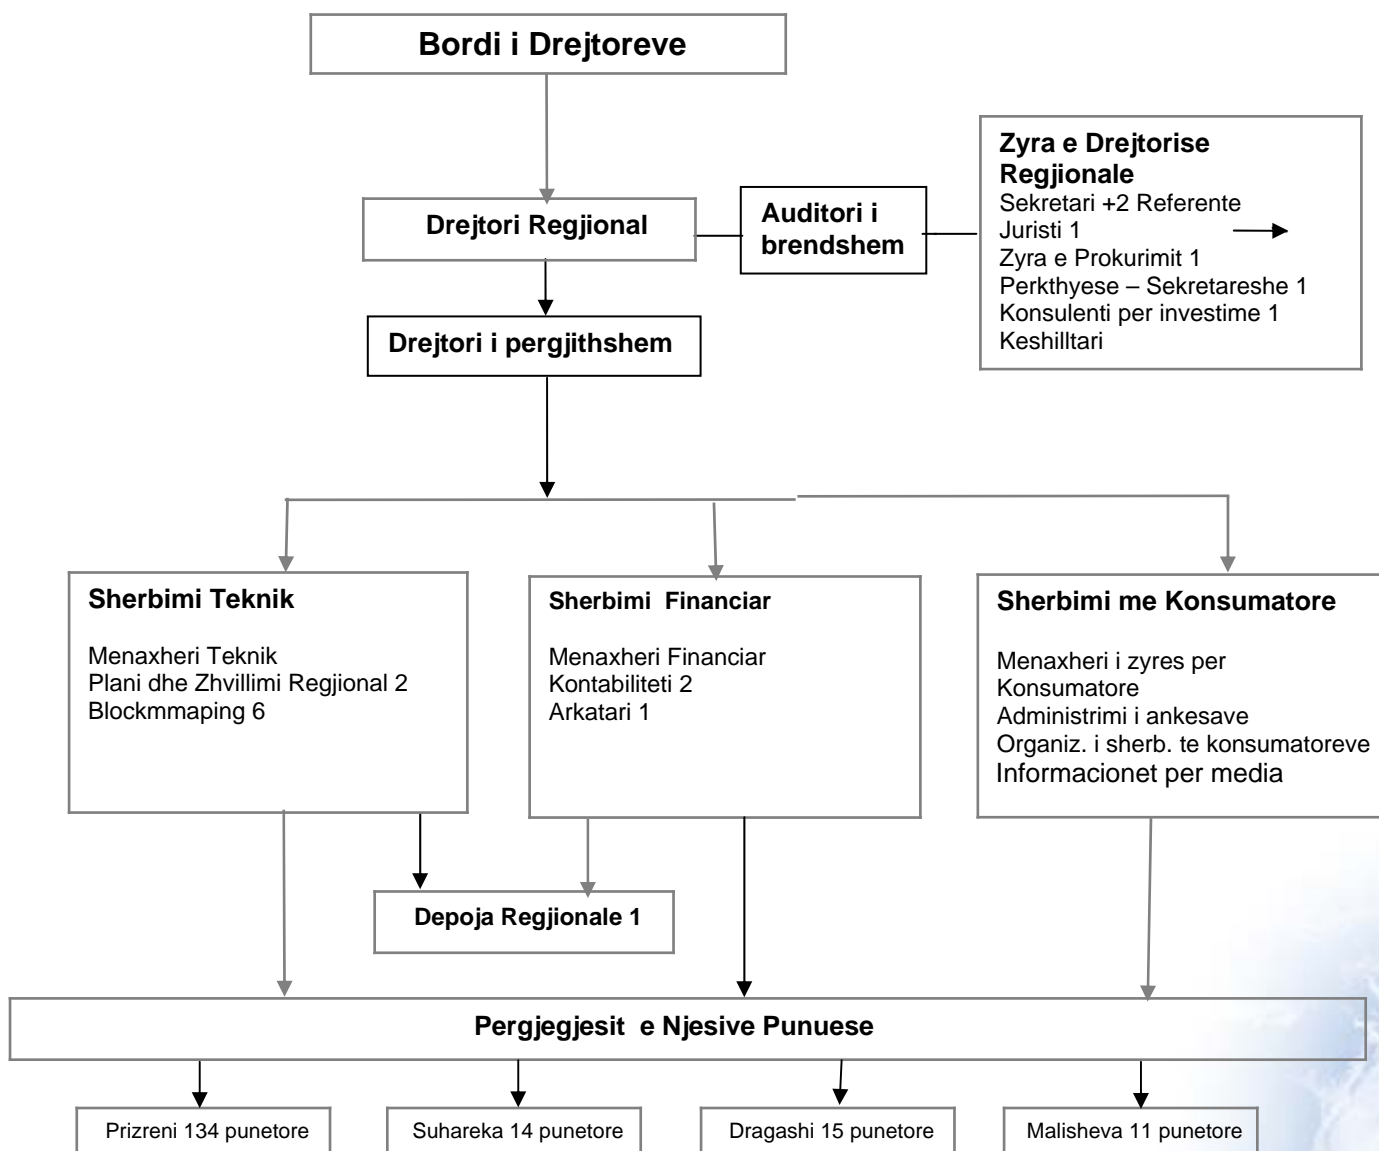 Bordi i Drejtoreve
Drejtori Regjional
Auditori i
brendshem
Zyra e Drejtorise
Regjionale
Sekretari +2 Referente
Juristi 1
Zyra e Prokurimit 1
Perkthyese – Sekretareshe 1
Konsulenti per investime 1
Keshilltari
Drejtori i pergjithshem
Sherbimi Teknik
Menaxheri Teknik
Plani dhe Zhvillimi Regjional 2
Blockmmaping 6
Sherbimi Financiar
Menaxheri Financiar
Kontabiliteti 2
Arkatari 1
Sherbimi me Konsumatore
Menaxheri i zyres per
Konsumatore
Administrimi i ankesave
Organiz. i sherb. te konsumatoreve
Informacionet per media
Depoja Regjionale 1
Pergjegjesit e Njesive Punuese
Prizreni 134 punetore
Suhareka 14 punetore
Dragashi 15 punetore
Malisheva 11 punetore